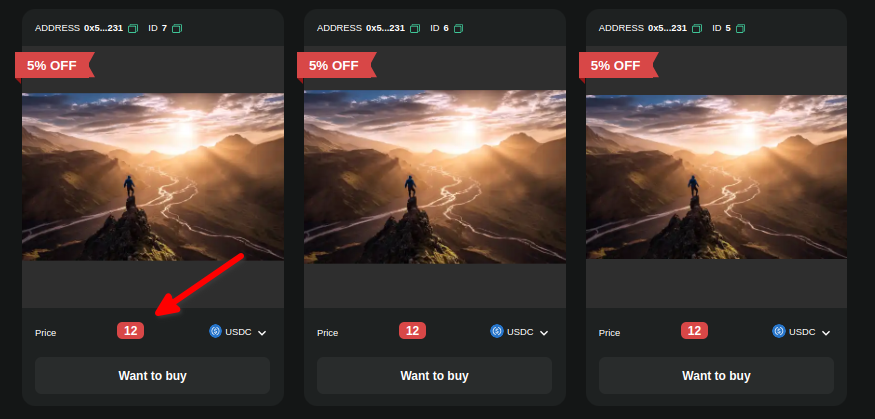 ADDRESS 0x5...231 ID 7
5% OFF
Price 12 USDC
Want to buy
ADDRESS 0x5...231 ID 6
5% OFF
Price 12 USDC
Want to buy
ADDRESS 0x5...231 ID 5
5% OFF
Price 12 USDC
Want to buy